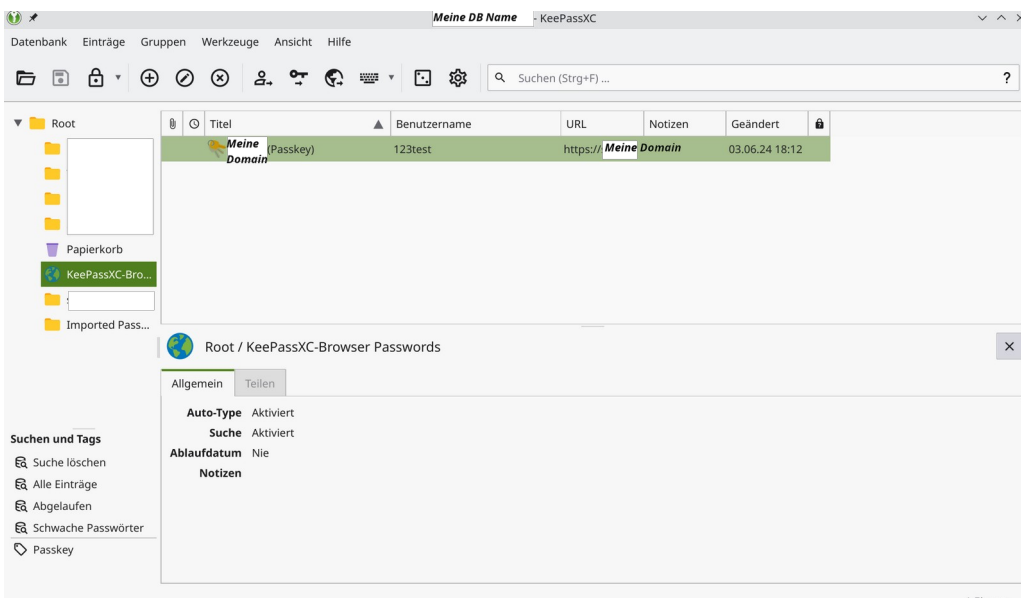 Meine DB Name - KeePassXC
Datenbank Einträge Gruppen Werkzeuge Ansicht Hilfe
Suchen (Strg+F) ... ?
Root
Titel Benutzername URL Notizen Geändert
Meine Domain (Passkey) 123test https:// Meine Domain 03.06.24 18:12
Papierkorb
KeePassXC-Bro...
Imported Pass...
Root / KeePassXC-Browser Passwords
Allgemein Teilen
Auto-Type Aktiviert
Suche Aktiviert
Ablaufdatum Nie
Notizen
Suchen und Tags
Suche löschen
Alle Einträge
Abgelaufen
Schwache Passwörter
Passkey